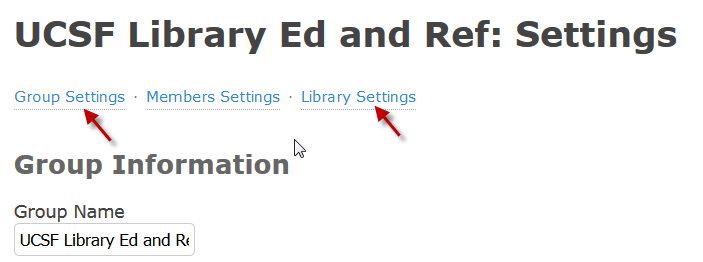 UCSF Library Ed and Ref: Settings
Group Settings · Members Settings · Library Settings
Group Information
Group Name
UCSF Library Ed and Re